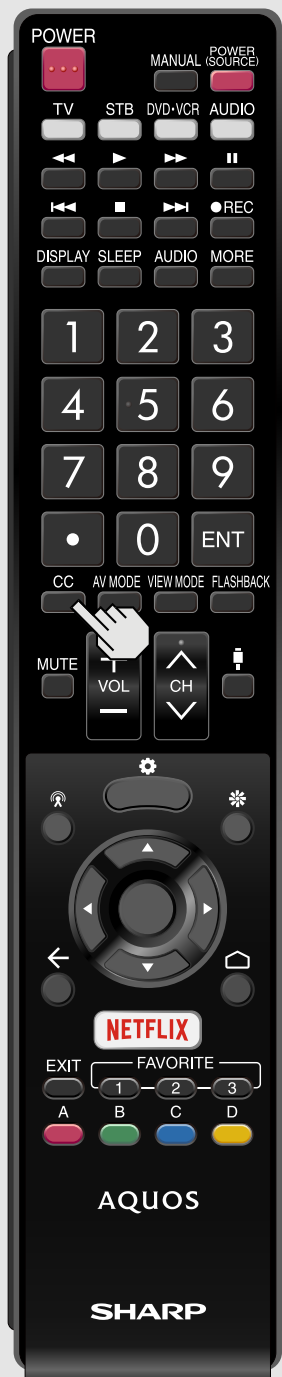 POWER
MANUAL POWER (SOURCE)
TV STB DVD•VCR AUDIO
●REC
DISPLAY SLEEP AUDIO MORE
1 2 3
4 5 6
7 8 9
• 0 ENT
CC AV MODE VIEW MODE FLASHBACK
MUTE
+ ∧
VOL CH
— ∨
NETFLIX
EXIT FAVORITE
1 2 3
A B C D
AQUOS
SHARP